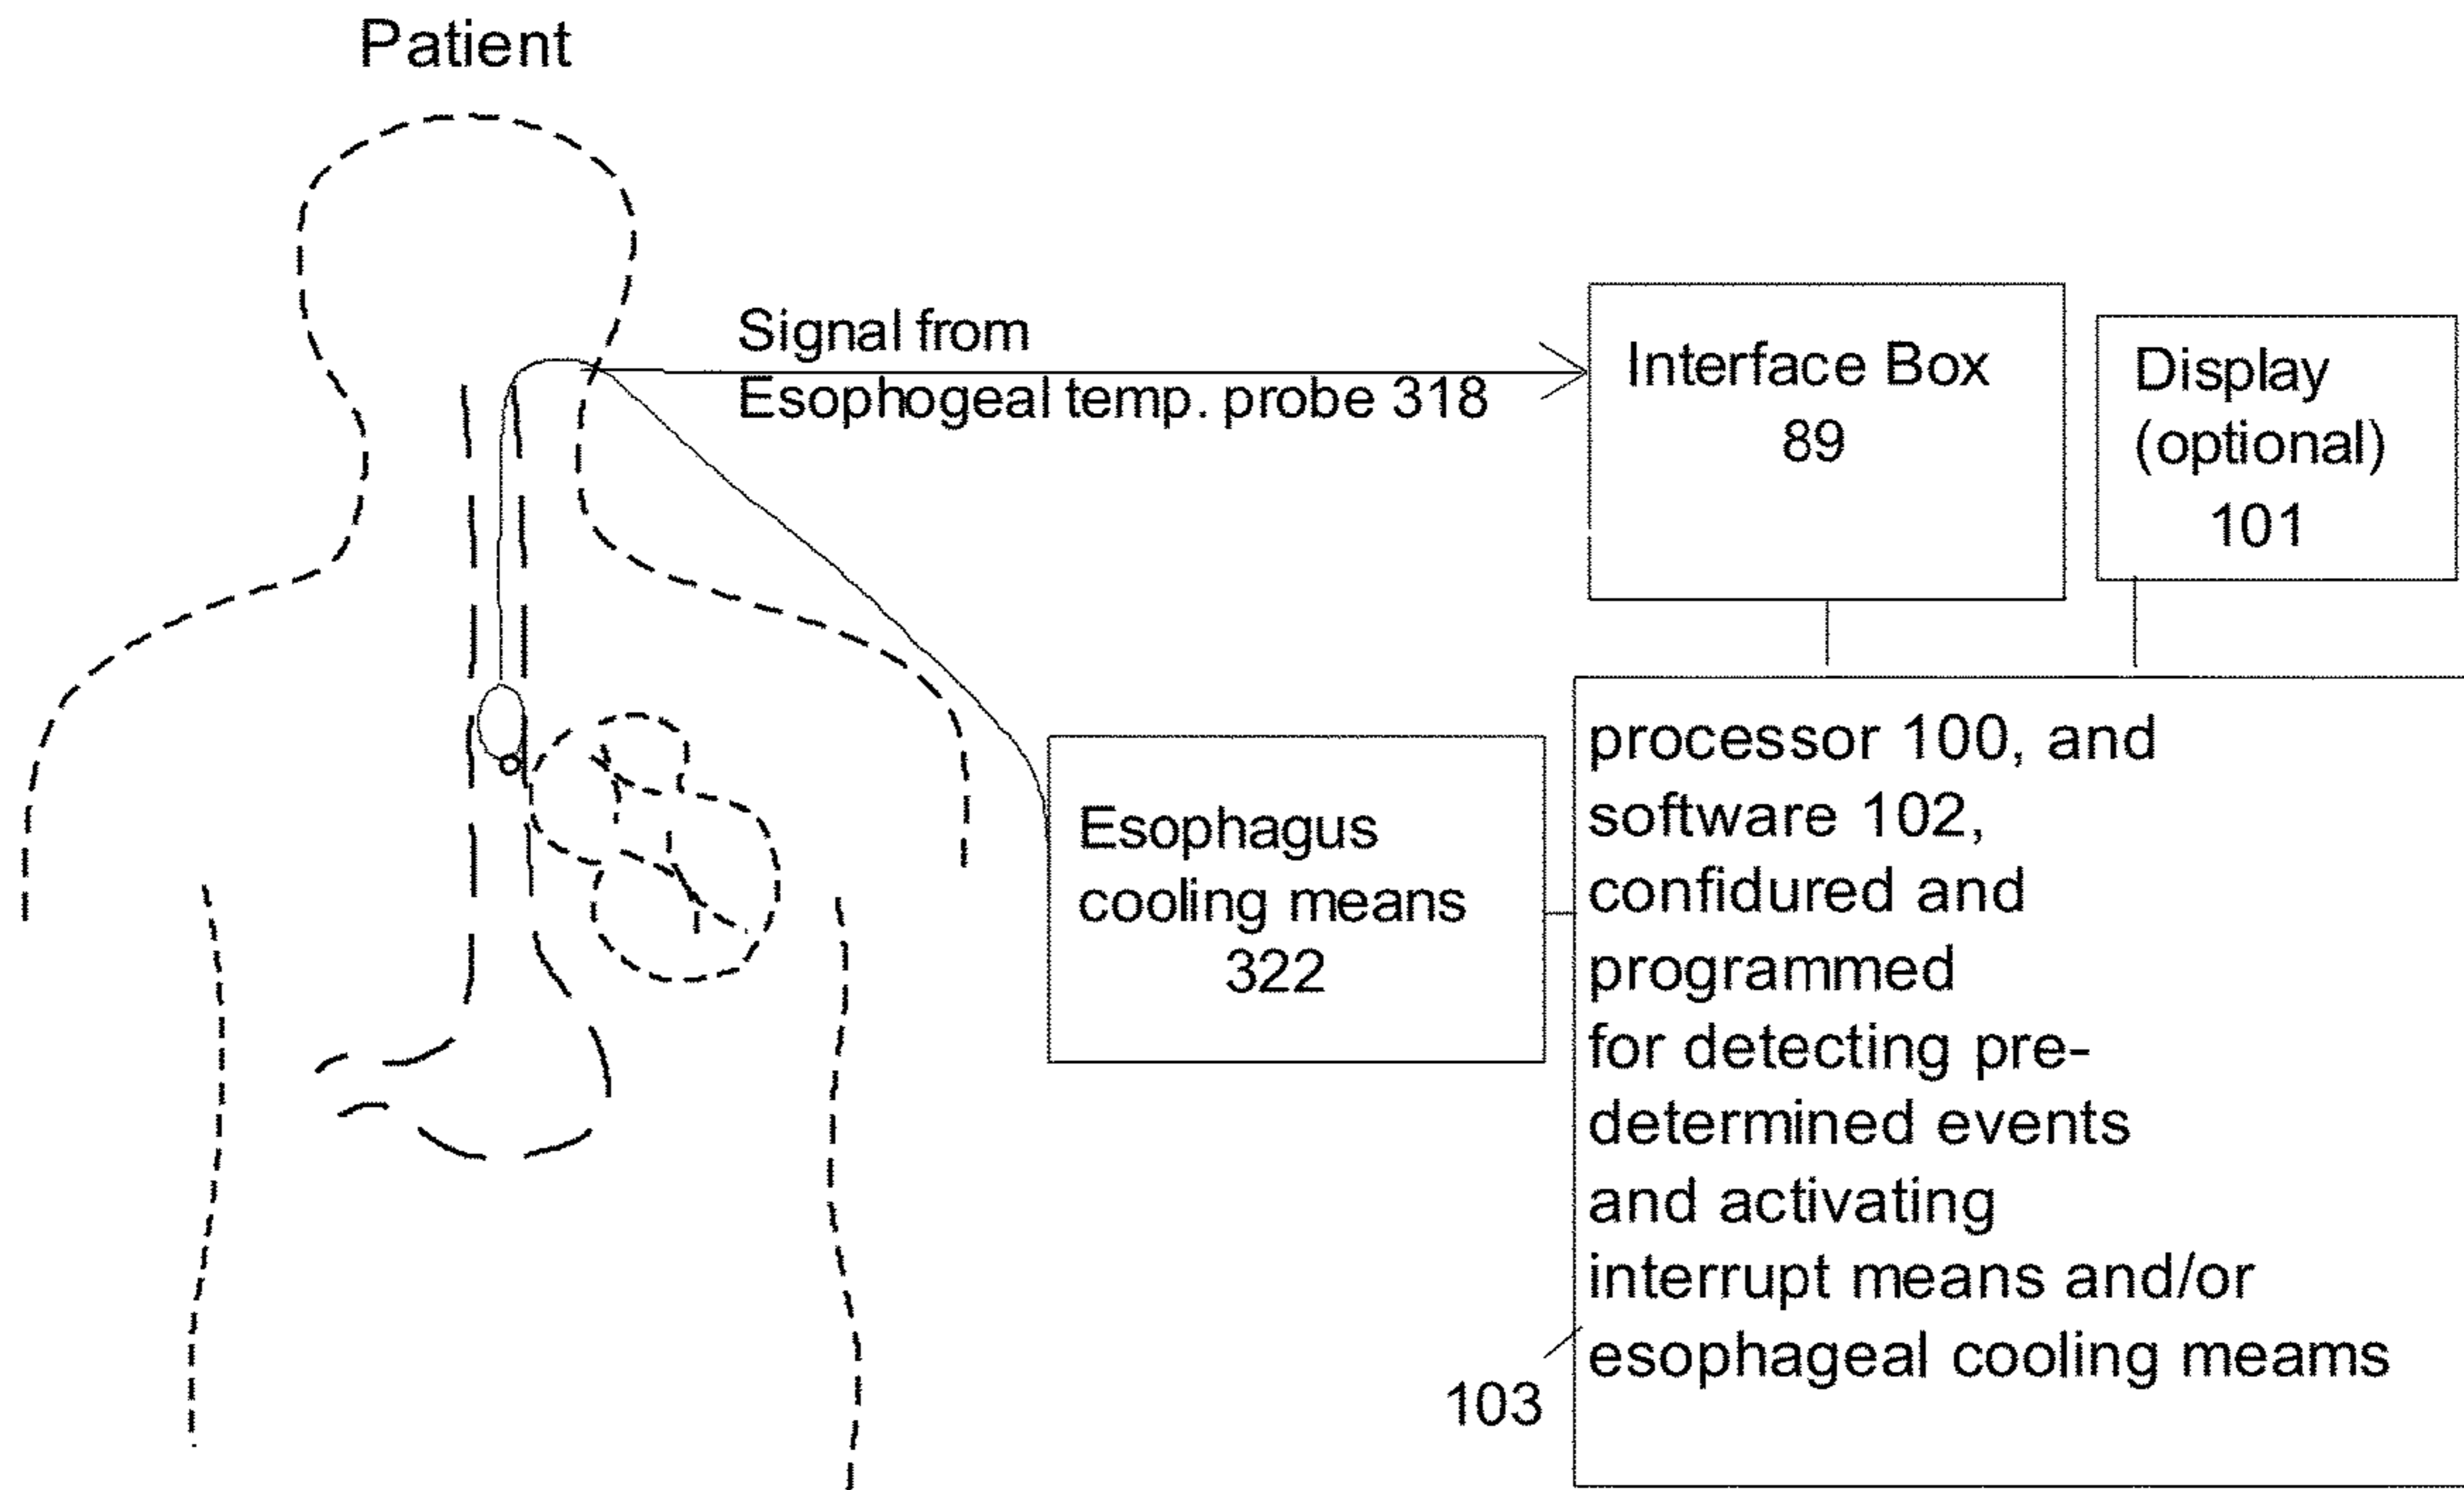 Patient
Signal from
Esophogeal temp. probe 318
Interface Box
89
Display
(optional)
101
Esophagus
cooling means
322
processor 100, and
software 102,
confidured and
programmed
for detecting pre-
determined events
and activating
interrupt means and/or
esophageal cooling meams
103